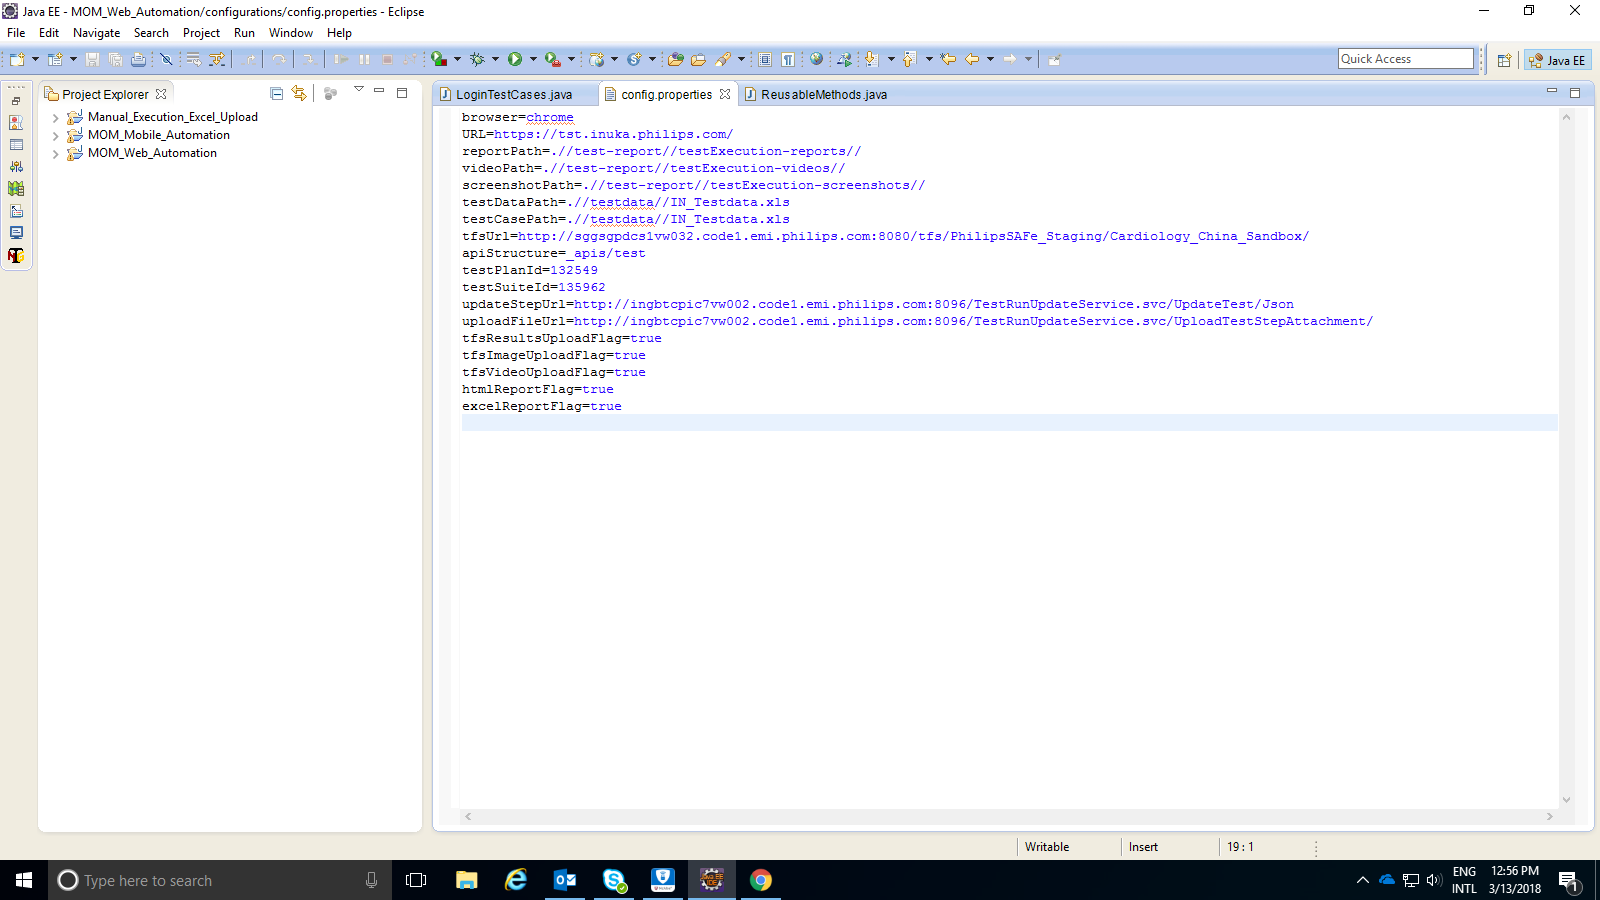 Java EE - MOM_Web_Automation/configurations/config.properties - Eclipse
File Edit Navigate Search Project Run Window Help
Quick Access
Java EE
Project Explorer
LoginTestCases.java config.properties ReusableMethods.java
Manual_Execution_Excel_Upload
MOM_Mobile_Automation
MOM_Web_Automation
browser=chrome
URL=https://tst.inuka.philips.com/
reportPath=.//test-report//testExecution-reports//
videoPath=.//test-report//testExecution-videos//
screenshotPath=.//test-report//testExecution-screenshots//
testDataPath=.//testdata//IN_Testdata.xls
testCasePath=.//testdata//IN_Testdata.xls
tfsUrl=http://sggsgpdcs1vw032.code1.emi.philips.com:8080/tfs/PhilipsSAFe_Staging/Cardiology_China_Sandbox/
apiStructure=_apis/test
testPlanId=132549
testSuiteId=135962
updateStepUrl=http://ingbtcpic7vw002.code1.emi.philips.com:8096/TestRunUpdateService.svc/UpdateTest/Json
uploadFileUrl=http://ingbtcpic7vw002.code1.emi.philips.com:8096/TestRunUpdateService.svc/UploadTestStepAttachment/
tfsResultsUploadFlag=true
tfsImageUploadFlag=true
tfsVideoUploadFlag=true
htmlReportFlag=true
excelReportFlag=true
Writable Insert 19 : 1
Type here to search
ENG
INTL
12:56 PM
3/13/2018
1